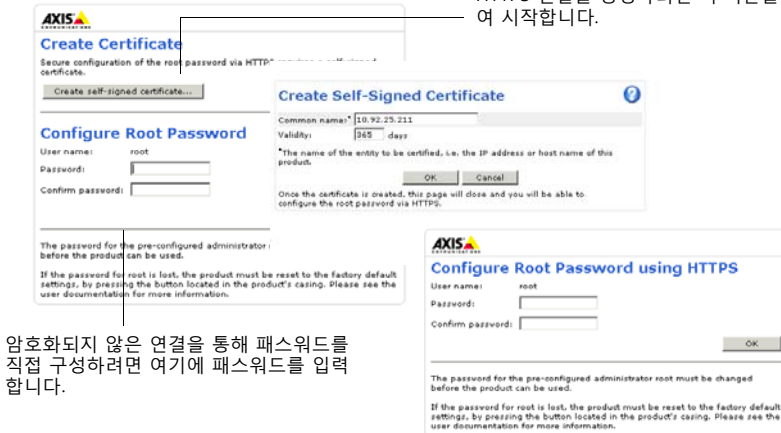 여 시작합니다.
AXIS
COMMUNICATIONS
Create Certificate
Secure configuration of the root password via
certificate.
Create self-signed certificate...
Configure Root Password
User name: root
Password:
Confirm password:
The password for the pre-configured administrator
before the product can be used.
If the password for root is lost, the product must be reset to the factory default
settings, by pressing the button located in the product's casing. Please see the
user documentation for more information.
Create Self-Signed Certificate
?
Common name:* 10.92.25.211
Validity: 365 days
*The name of the entity to be certified, i.e. the IP address or host name of this
product.
OK Cancel
Once the certificate is created, this page will close and you will be able to
configure the root password via HTTPS.
AXIS
COMMUNICATIONS
Configure Root Password using HTTPS
User name: root
Password:
Confirm password:
OK
The password for the pre-configured administrator root must be changed
before the product can be used.
If the password for root is lost, the product must be reset to the factory default
settings, by pressing the button located in the product's casing. Please see the
user documentation for more information.
암호화되지 않은 연결을 통해 패스워드를
직접 구성하려면 여기에 패스워드를 입력
합니다.